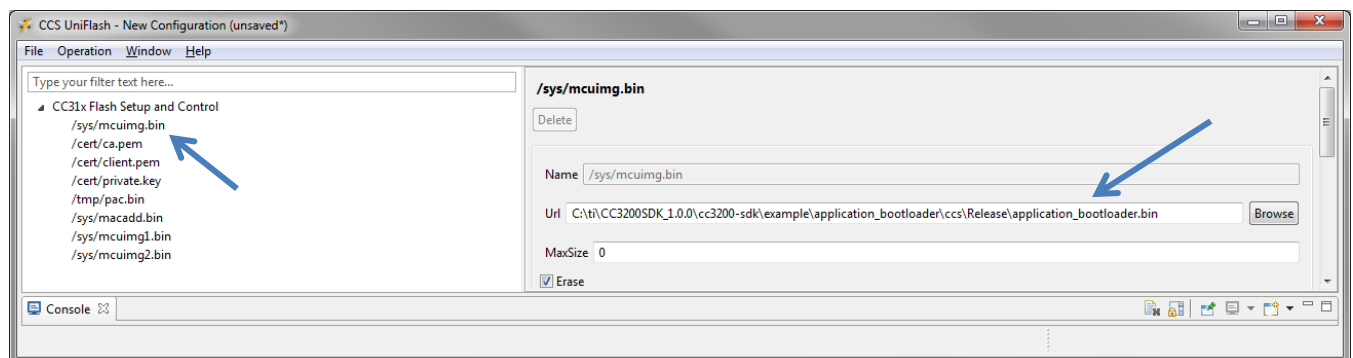 CCS UniFlash - New Configuration (unsaved*)
File Operation Window Help
Type your filter text here...
CC31x Flash Setup and Control
/sys/mcuimg.bin
/cert/ca.pem
/cert/client.pem
/cert/private.key
/tmp/pac.bin
/sys/macadd.bin
/sys/mcuimg1.bin
/sys/mcuimg2.bin
/sys/mcuimg.bin
Delete
Name /sys/mcuimg.bin
Url C:\ti\CC3200SDK_1.0.0\cc3200-sdk\example\application_bootloader\ccs\Release\application_bootloader.bin Browse
MaxSize 0
Erase
Console